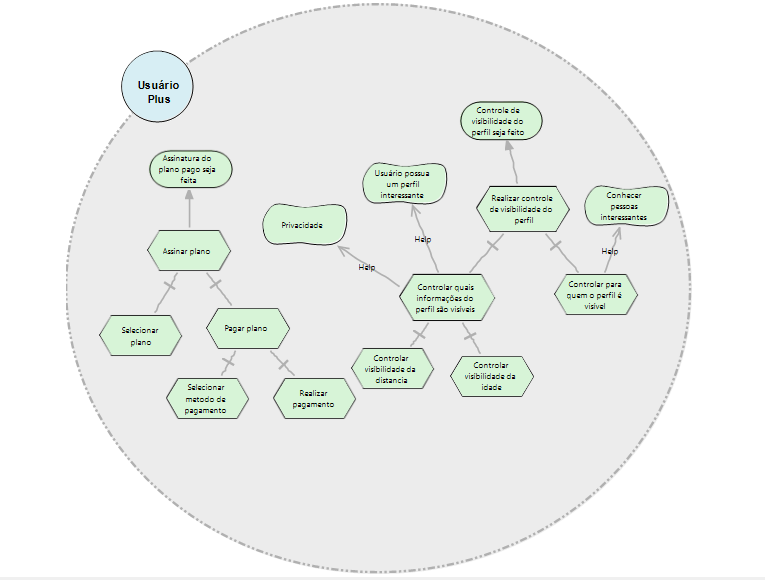 Usuário
Plus
Controle de
visibilidade do
perfil seja feito
Assinatura do
plano pago seja
feita
Usuário possua
um perfil
interessante
Conhecer
pessoas
interessantes
Realizar controle
de visibilidade do
perfil
Privacidade
Assinar plano
Help
Help
Help
Controlar quais
informações do
perfil são visíveis
Controlar para
quem o perfil é
visível
Selecionar
plano
Pagar plano
Controlar
visibilidade da
distancia
Controlar
visibilidade da
idade
Selecionar
metodo de
pagamento
Realizar
pagamento